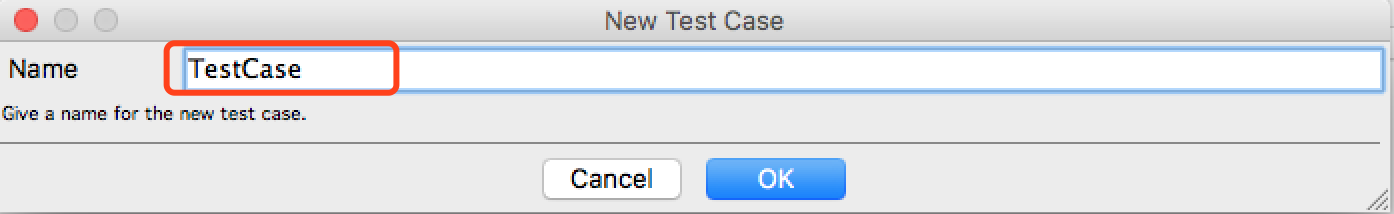 New Test Case
Name TestCase
Give a name for the new test case.
Cancel OK